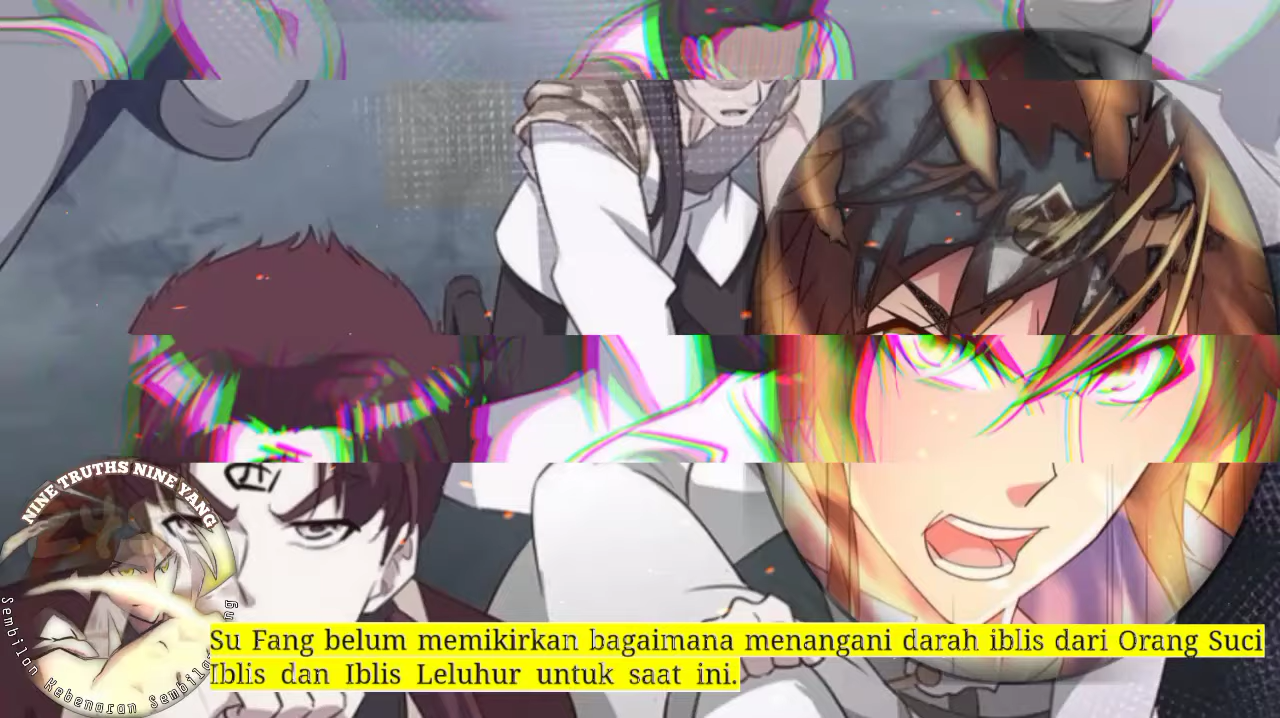 NINE TRUTHS NINE YANG
Sembilan Kebenaran Sembilan
Su Fang belum memikirkan bagaimana menangani darah iblis dari Orang Suci
Iblis dan Iblis Leluhur untuk saat ini.